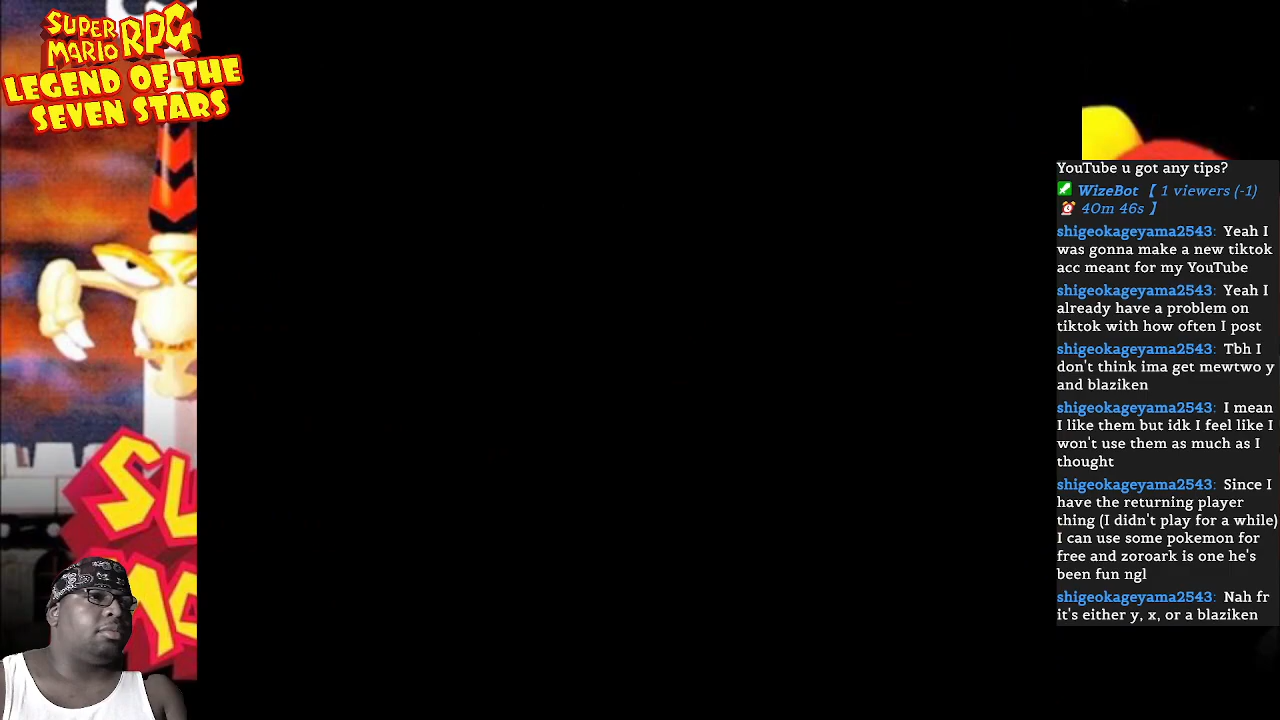 SUPER
MARIO RPG
LEGEND OF THE
SEVEN STARS
YouTube u got any tips?
WizeBot 【 1 viewers (-1)
40m 46s 】
shigeokageyama2543: Yeah I
was gonna make a new tiktok
acc meant for my YouTube
shigeokageyama2543: Yeah I
already have a problem on
tiktok with how often I post
shigeokageyama2543: Tbh I
don't think ima get mewtwo y
and blaziken
shigeokageyama2543: I mean
I like them but idk I feel like I
won't use them as much as I
thought
shigeokageyama2543: Since I
have the returning player
thing (I didn't play for a while)
I can use some pokemon for
free and zoroark is one he's
been fun ngl
shigeokageyama2543: Nah fr
it's either y, x, or a blaziken
SU